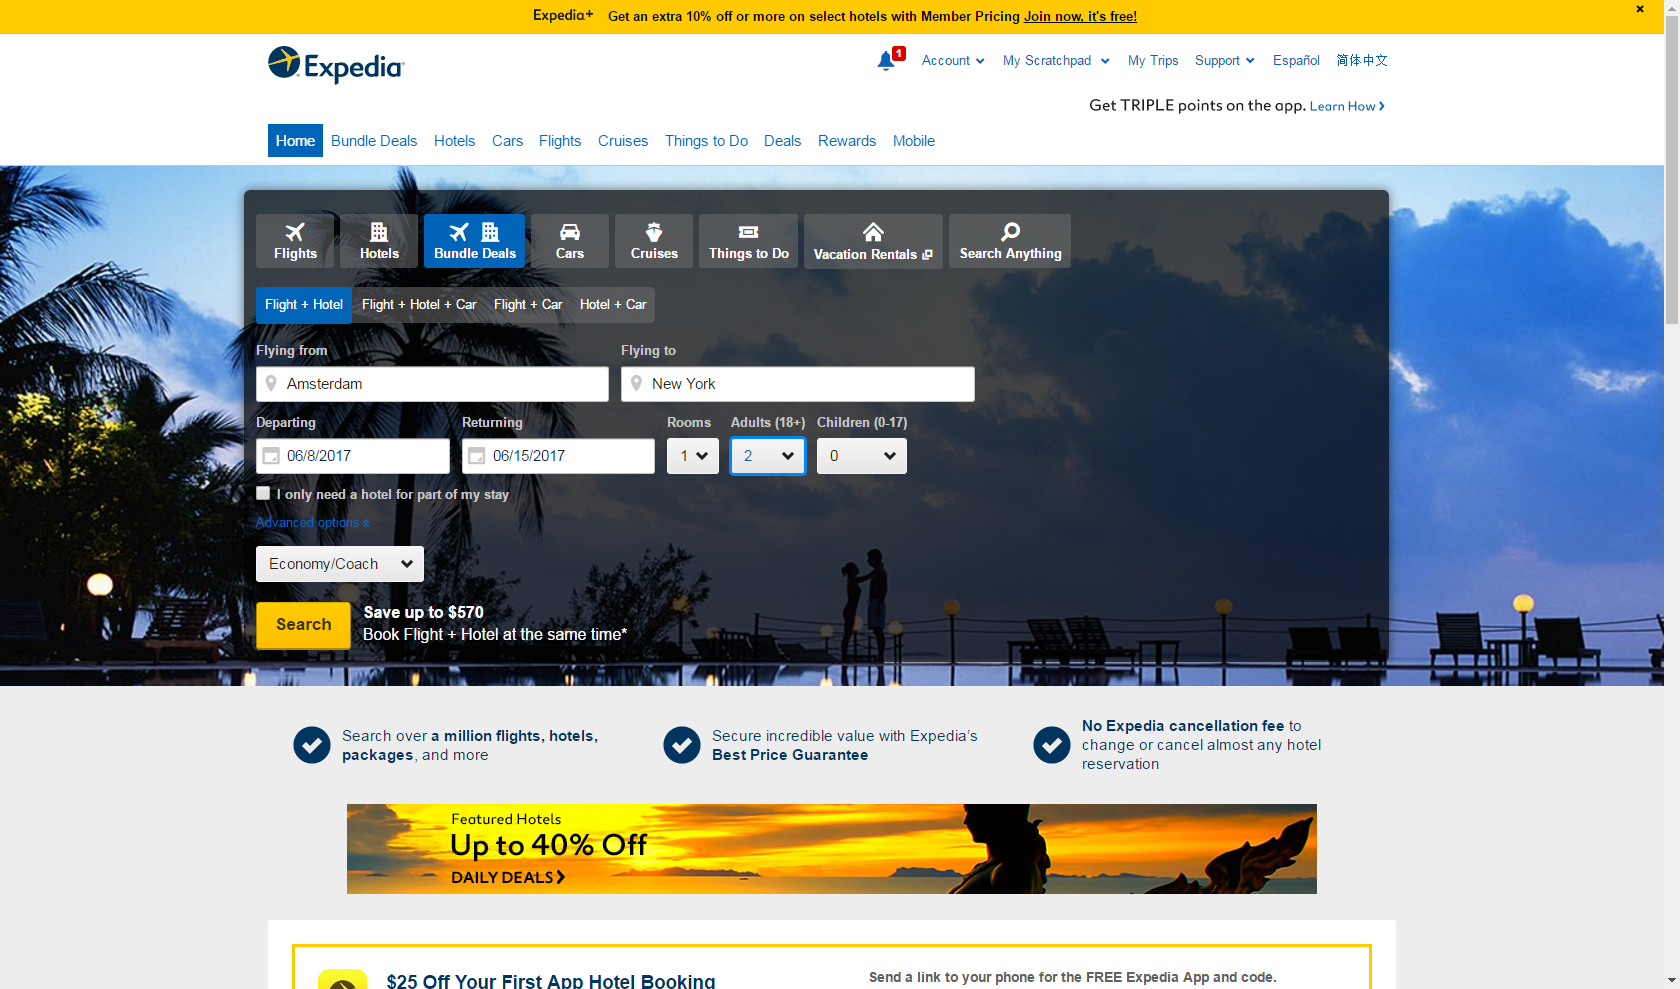 Expedia+ Get an extra 10% off or more on select hotels with Member Pricing Join now, it's free! ×
Expedia
1 Account My Scratchpad My Trips Support Español 简体中文
Get TRIPLE points on the app. Learn How
Home Bundle Deals Hotels Cars Flights Cruises Things to Do Deals Rewards Mobile
Flights Hotels Bundle Deals Cars Cruises Things to Do Vacation Rentals Search Anything
Flight + Hotel Flight + Hotel + Car Flight + Car Hotel + Car
Flying from Flying to
Amsterdam New York
Departing Returning Rooms Adults (18+) Children (0-17)
06/8/2017 06/15/2017 1 2 0
I only need a hotel for part of my stay
Advanced options
Economy/Coach
Search
Save up to $570
Book Flight + Hotel at the same time*
Search over a million flights, hotels,
packages, and more
Secure incredible value with Expedia's
Best Price Guarantee
No Expedia cancellation fee to
change or cancel almost any hotel
reservation
Featured Hotels
Up to 40% Off
DAILY DEALS
$25 Off Your First App Hotel Booking
Send a link to your phone for the FREE Expedia App and code.